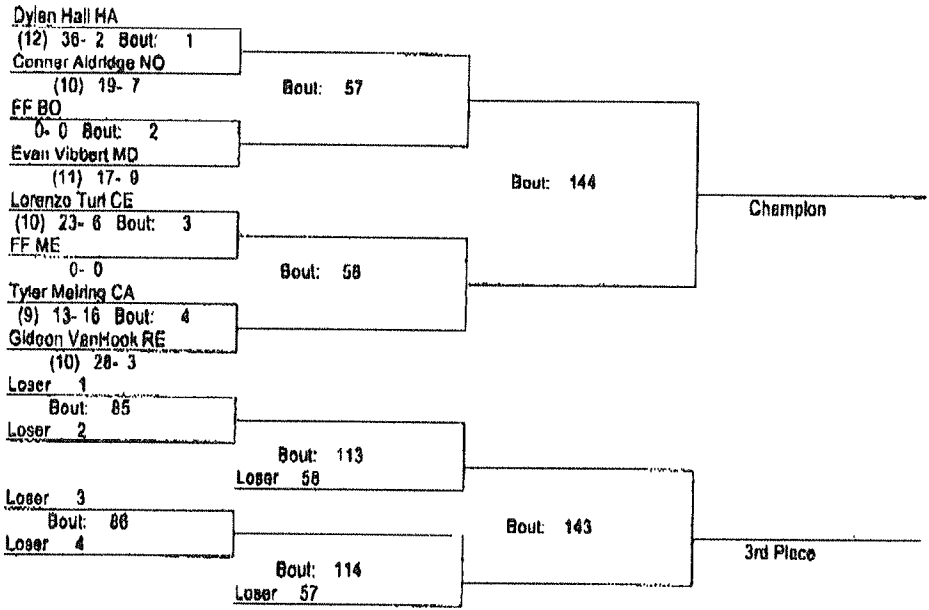 Dylan Hall HA
(12) 36- 2 Bout: 1
Conner Aldridge NO
(10) 19- 7
Bout: 57
FF BO
0- 0 Bout: 2
Evan Vibbert MD
(11) 17- 9
Bout: 144
Lorenzo Turi CE
Champion
(10) 23- 6 Bout: 3
FF ME
0- 0
Bout: 58
Tyler Meiring CA
(9) 13- 16 Bout: 4
Gideon VanHook RE
(10) 28- 3
Loser 1
Bout: 85
Loser 2
Bout: 113
Loser 58
Loser 3
Bout: 86
Bout: 143
Loser 4
3rd Place
Bout: 114
Loser 57